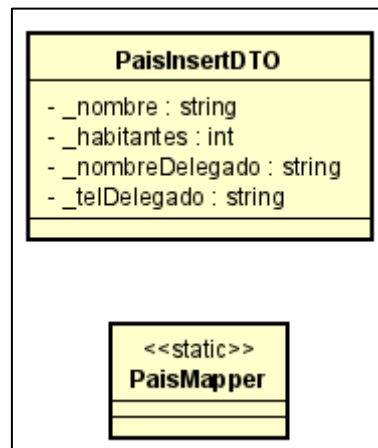 PaisInsertDTO
- _nombre : string
- _habitantes : int
- _nombreDelegado : string
- _telDelegado : string
<<static>>
PaisMapper